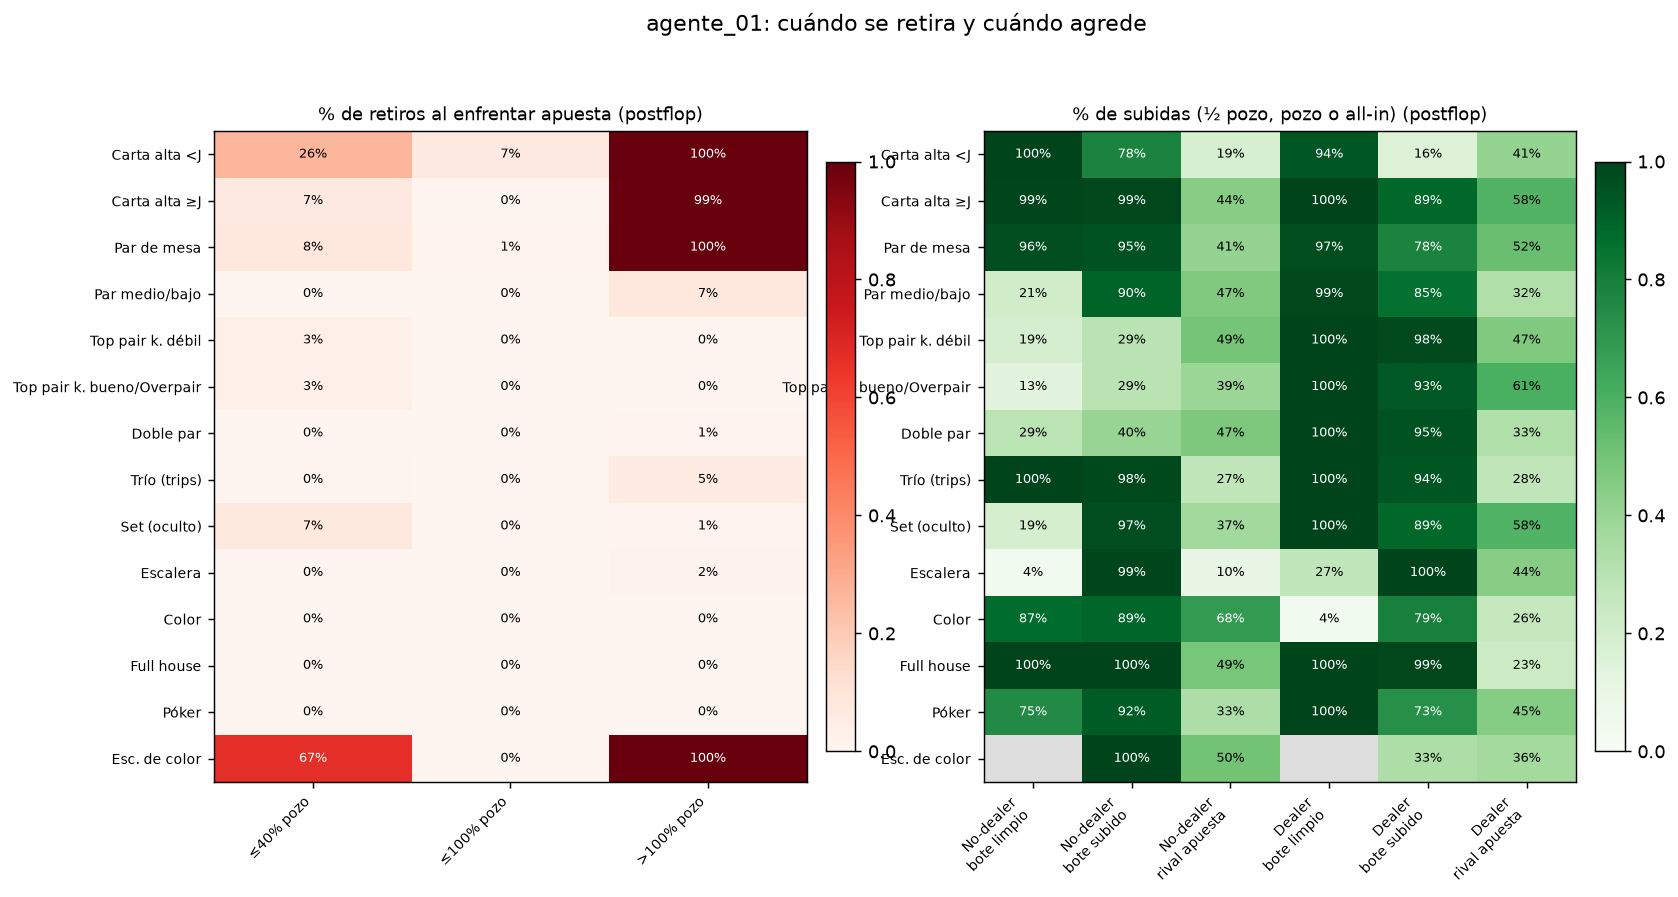 agente_01: cuándo se retira y cuándo agrede
% de retiros al enfrentar apuesta (postflop)
Carta alta <J 26% 7% 100%
Carta alta ≥J 7% 0% 99%
Par de mesa 8% 1% 100%
Par medio/bajo 0% 0% 7%
Top pair k. débil 3% 0% 0%
Top pair k. bueno/Overpair 3% 0% 0%
Doble par 0% 0% 1%
Trío (trips) 0% 0% 5%
Set (oculto) 7% 0% 1%
Escalera 0% 0% 2%
Color 0% 0% 0%
Full house 0% 0% 0%
Póker 0% 0% 0%
Esc. de color 67% 0% 100%
≤40% pozo
≤100% pozo
>100% pozo
1.0
0.8
0.6
0.4
0.2
0.0
% de subidas (½ pozo, pozo o all-in) (postflop)
Carta alta <J 100% 78% 19% 94% 16% 41%
Carta alta ≥J 99% 99% 44% 100% 89% 58%
Par de mesa 96% 95% 41% 97% 78% 52%
Par medio/bajo 21% 90% 47% 99% 85% 32%
Top pair k. débil 19% 29% 49% 100% 98% 47%
Top pa bueno/Overpair 13% 29% 39% 100% 93% 61%
Doble par 29% 40% 47% 100% 95% 33%
Trío (trips) 100% 98% 27% 100% 94% 28%
Set (oculto) 19% 97% 37% 100% 89% 58%
Escalera 4% 99% 10% 27% 100% 44%
Color 87% 89% 68% 4% 79% 26%
Full house 100% 100% 49% 100% 99% 23%
Póker 75% 92% 33% 100% 73% 45%
Esc. de color 100% 50% 33% 36%
No-dealer
bote limpio
No-dealer
bote subido
No-dealer
rival apuesta
Dealer
bote limpio
Dealer
bote subido
Dealer
rival apuesta
1.0
0.8
0.6
0.4
0.2
0.0